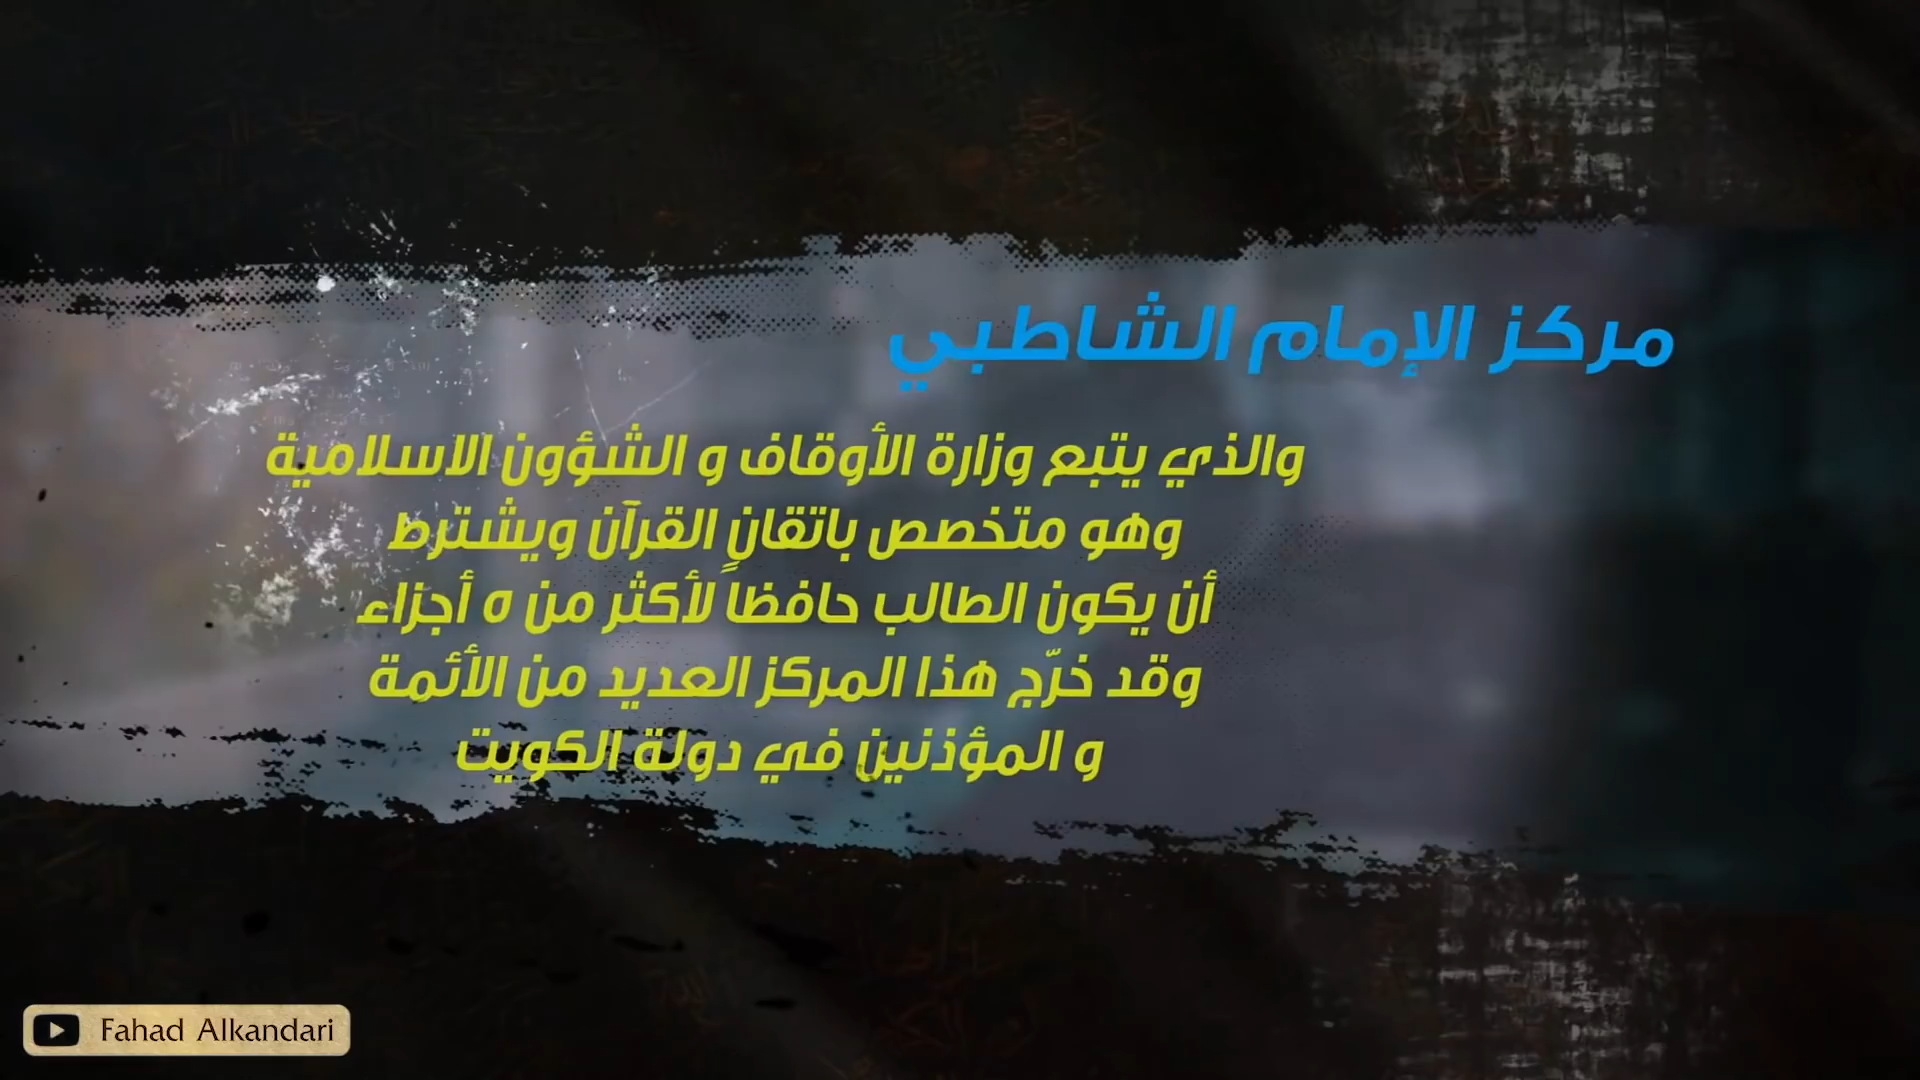 مركز الإمام الشاطبي
والذي يتبع وزارة الأوقاف و الشؤون الاسلامية
وهو متخصص باتقانٍ القرآن ويشترط
أن يكون الطالب حافظاً لأكثر من ٥ أجزاء
وقد خرّج هذا المركز العديد من الأئمة
و المؤذنين في دولة الكويت
Fahad Alkandari